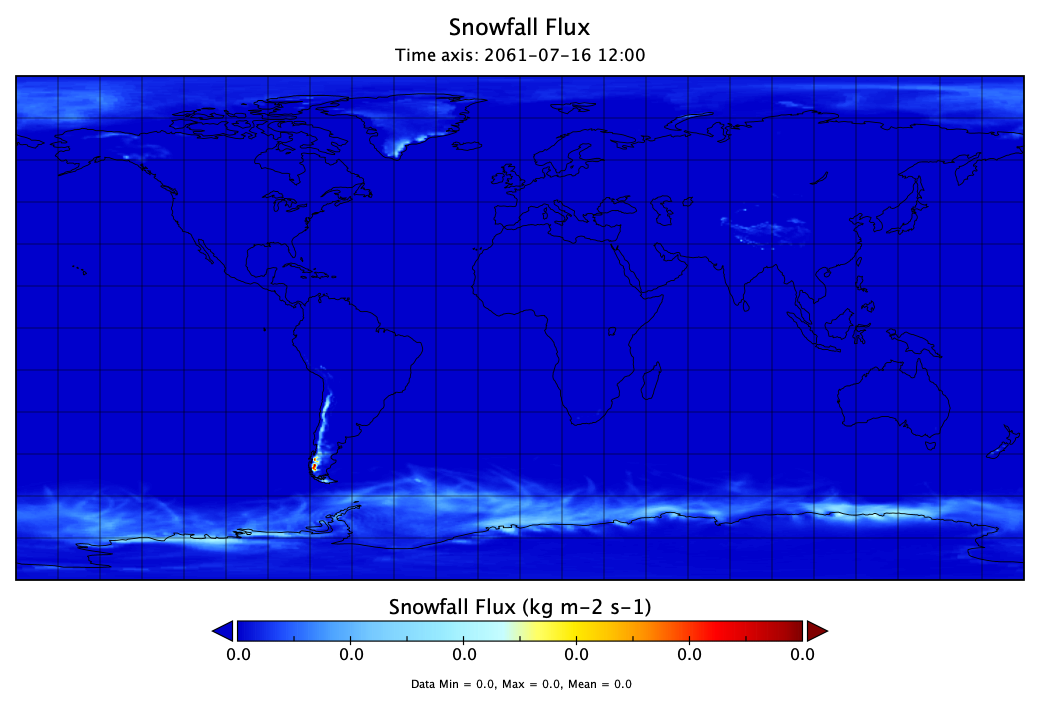 Snowfall Flux
Time axis: 2061-07-16 12:00
Snowfall Flux (kg m-2 s-1)
0.0 0.0 0.0 0.0 0.0 0.0
Data Min = 0.0, Max = 0.0, Mean = 0.0